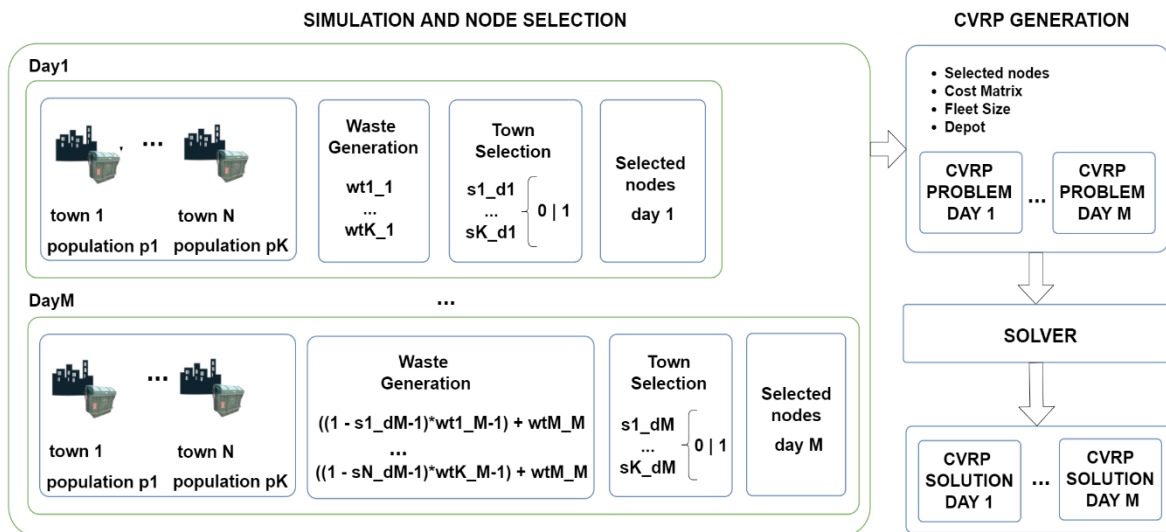 SIMULATION AND NODE SELECTION
Day1
...
town 1
town N
population p1
population pK
Waste
Generation
wt1_1
...
wtK_1
Town
Selection
s1_d1
...
sK_d1
0 | 1
Selected
nodes
day 1
...
DayM
...
town 1
town N
population p1
population pK
Waste
Generation
((1 - s1_dM-1)*wt1_M-1) + wtM_M
...
((1 - sN_dM-1)*wtK_M-1) + wtM_M
Town
Selection
s1_dM
...
sK_dM
0 | 1
Selected
nodes
day M
CVRP GENERATION
• Selected nodes
• Cost Matrix
• Fleet Size
• Depot
CVRP
PROBLEM
DAY 1
...
CVRP
PROBLEM
DAY M
SOLVER
CVRP
SOLUTION
DAY 1
...
CVRP
SOLUTION
DAY M